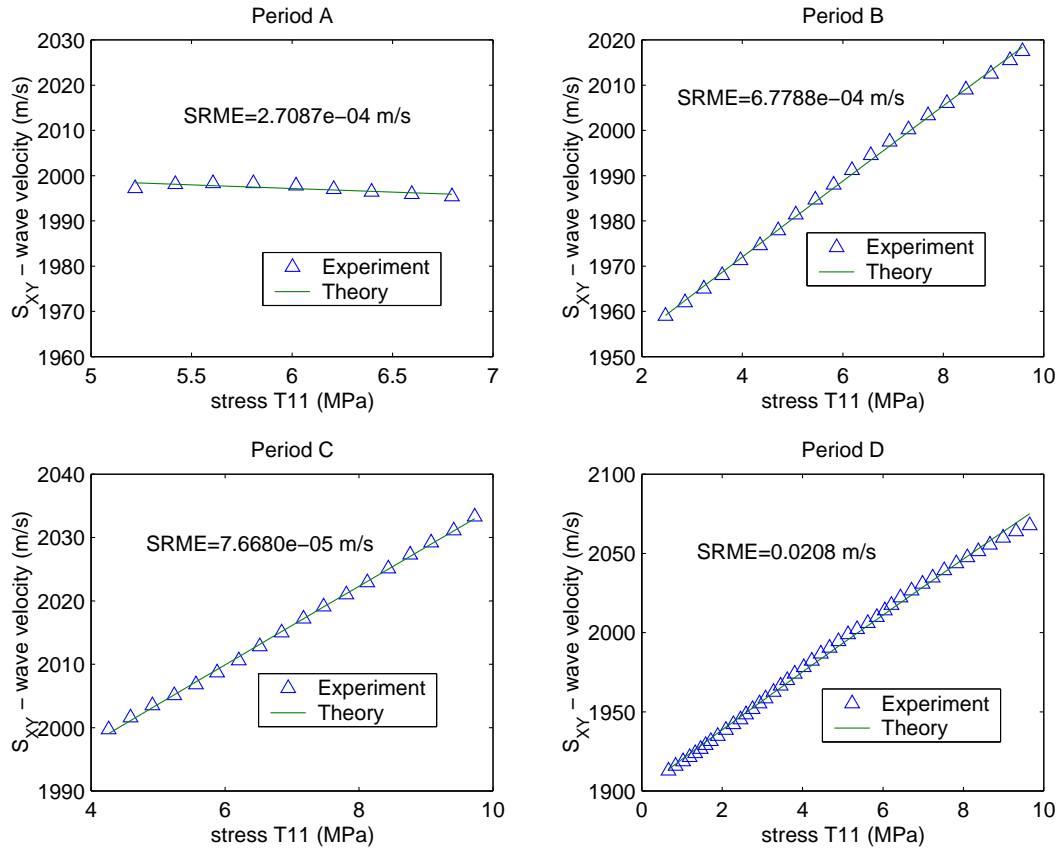 Period A
S_XY − wave velocity (m/s)
2030
2020
2010
2000
1990
1980
1970
1960
SRME=2.7087e−04 m/s
Experiment
Theory
5
5.5
6
6.5
7
stress T11 (MPa)
Period B
S_XY − wave velocity (m/s)
2020
2010
2000
1990
1980
1970
1960
1950
SRME=6.7788e−04 m/s
Experiment
Theory
2
4
6
8
10
stress T11 (MPa)
Period C
S_XY − wave velocity (m/s)
2040
2030
2020
2010
2000
1990
SRME=7.6680e−05 m/s
Experiment
Theory
4
6
8
10
stress T11 (MPa)
Period D
S_XY − wave velocity (m/s)
2100
2050
2000
1950
1900
SRME=0.0208 m/s
Experiment
Theory
0
2
4
6
8
10
stress T11 (MPa)